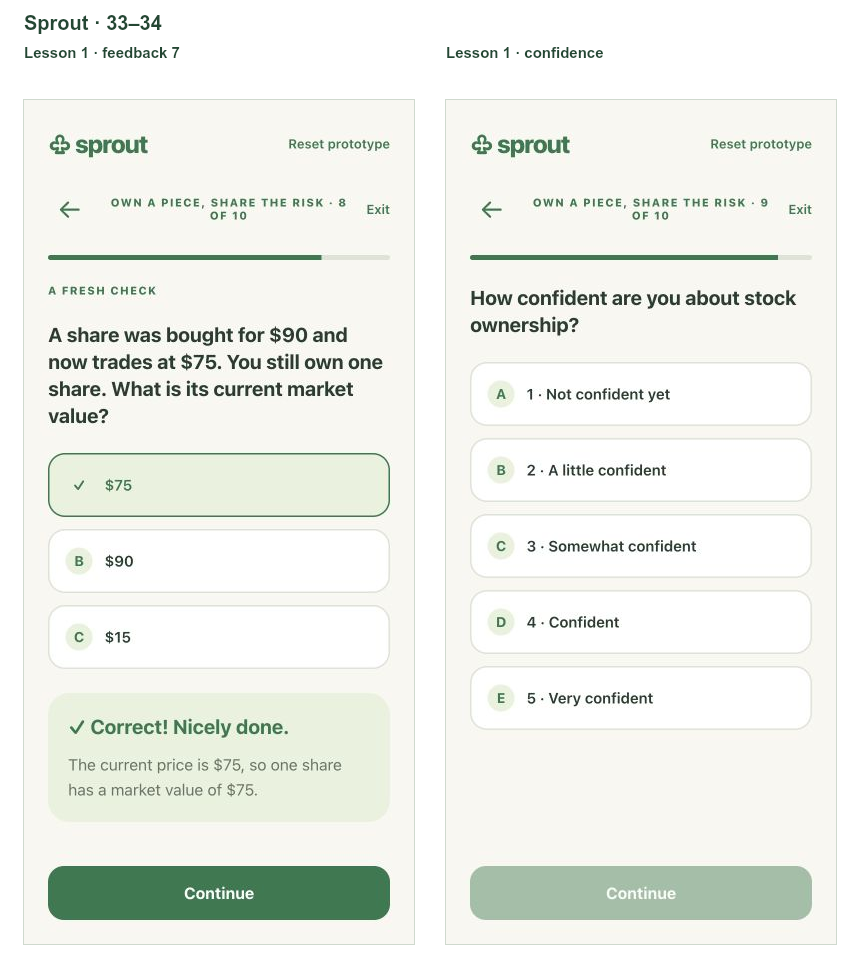 Sprout · 33–34
Lesson 1 · feedback 7
sprout
Reset prototype
OWN A PIECE, SHARE THE RISK · 8
OF 10
Exit
A FRESH CHECK
A share was bought for $90 and
now trades at $75. You still own one
share. What is its current market
value?
✓ $75
B $90
C $15
✓ Correct! Nicely done.
The current price is $75, so one share
has a market value of $75.
Continue
Lesson 1 · confidence
sprout
Reset prototype
OWN A PIECE, SHARE THE RISK · 9
OF 10
Exit
How confident are you about stock
ownership?
A 1 · Not confident yet
B 2 · A little confident
C 3 · Somewhat confident
D 4 · Confident
E 5 · Very confident
Continue